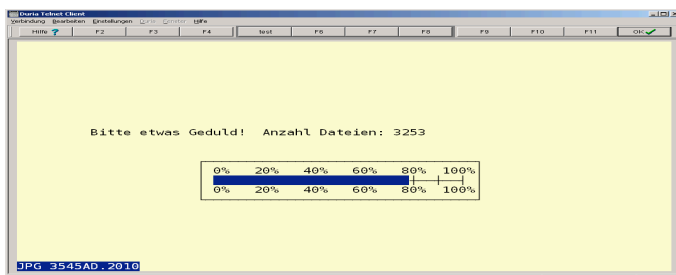 Duria Telnet Client
Verbindung Bearbeiten Einstellungen Duria Fenster Hilfe
Hilfe ? F2 F3 F4 test F6 F7 F8 F9 F10 F11 OK
Bitte etwas Geduld! Anzahl Dateien: 3253
0% 20% 40% 60% 80% 100%
0% 20% 40% 60% 80% 100%
JPG 3545AD.2010